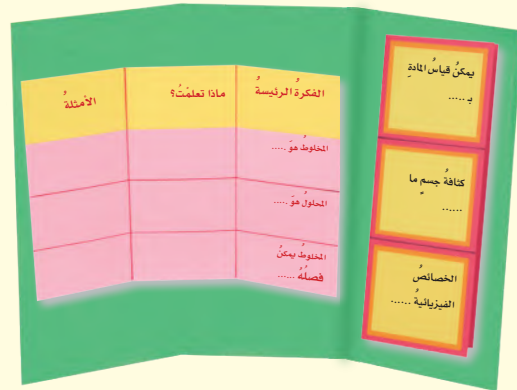 يمكنُ قياسُ المادةِ
بـ ......
كثافةُ جسمٍ ما
......
الخصائصُ
الفيزيائيةُ ......
الفكرةُ الرئيسةُ
ماذا تعلمْتُ؟
الأمثلةُ
المخلوطُ هوَ .....
المحلولُ هوَ .....
المخلوطُ يمكنُ
فصلُهُ ......